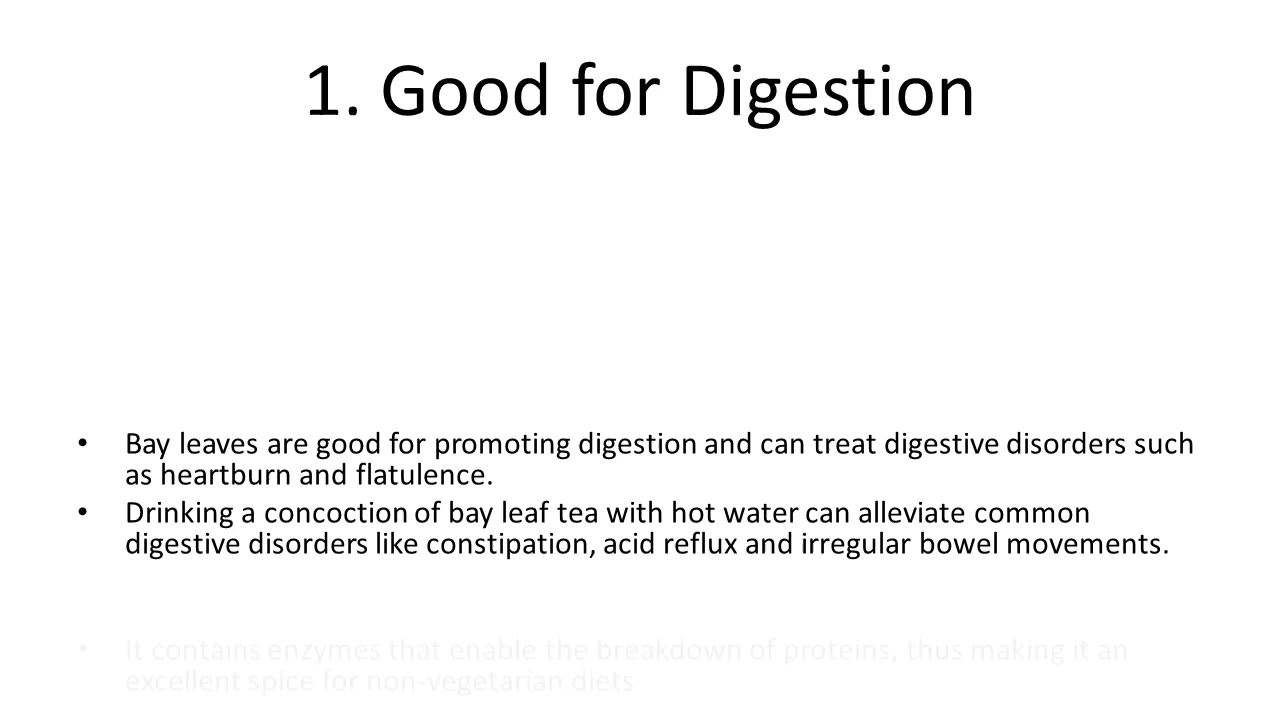 1. Good for Digestion
• Bay leaves are good for promoting digestion and can treat digestive disorders such
as heartburn and flatulence.
• Drinking a concoction of bay leaf tea with hot water can alleviate common
digestive disorders like constipation, acid reflux and irregular bowel movements.
• It contains enzymes that enable the breakdown of proteins, thus making it an
excellent spice for non-vegetarian diets